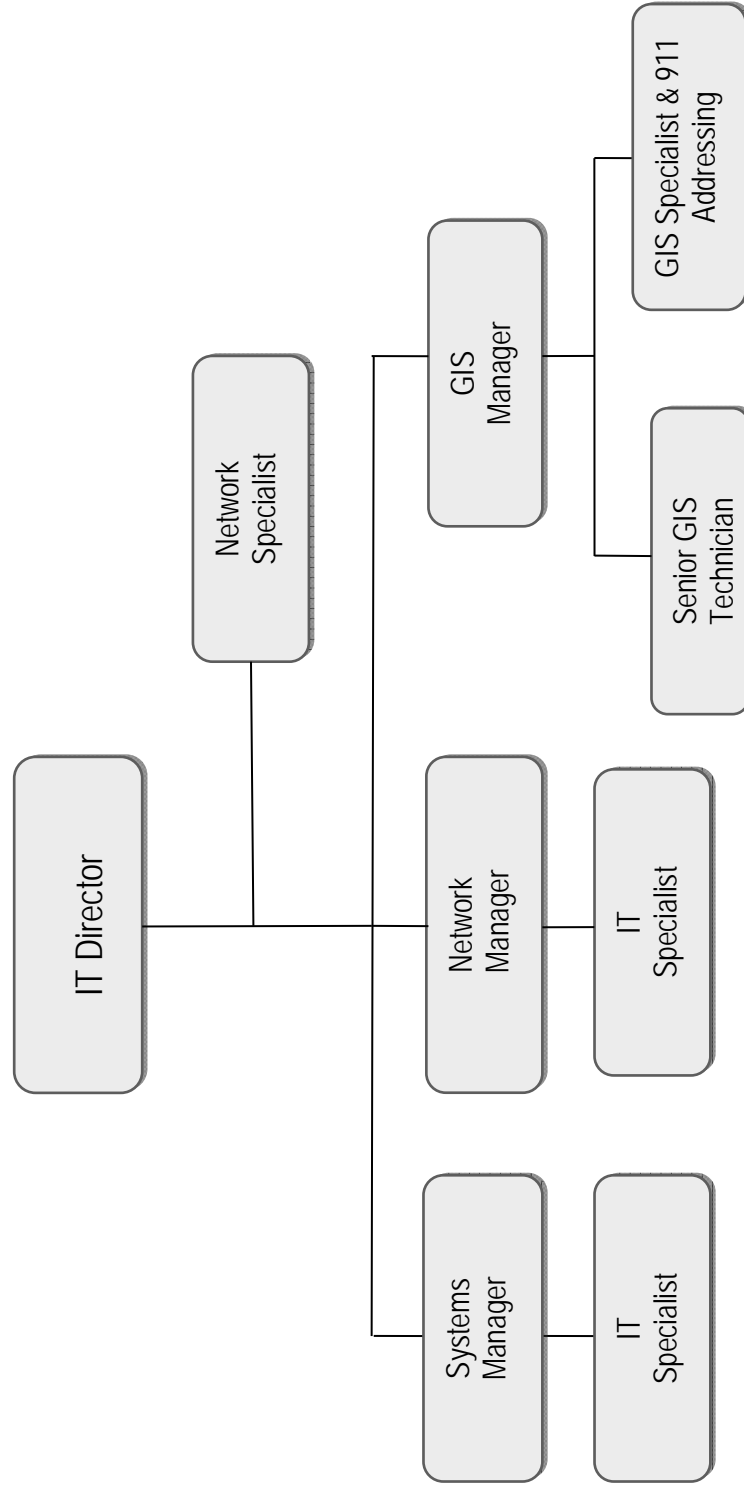 IT Director
Network
Specialist
Systems
Manager
Network
Manager
GIS
Manager
IT
Specialist
IT
Specialist
Senior GIS
Technician
GIS Specialist & 911
Addressing